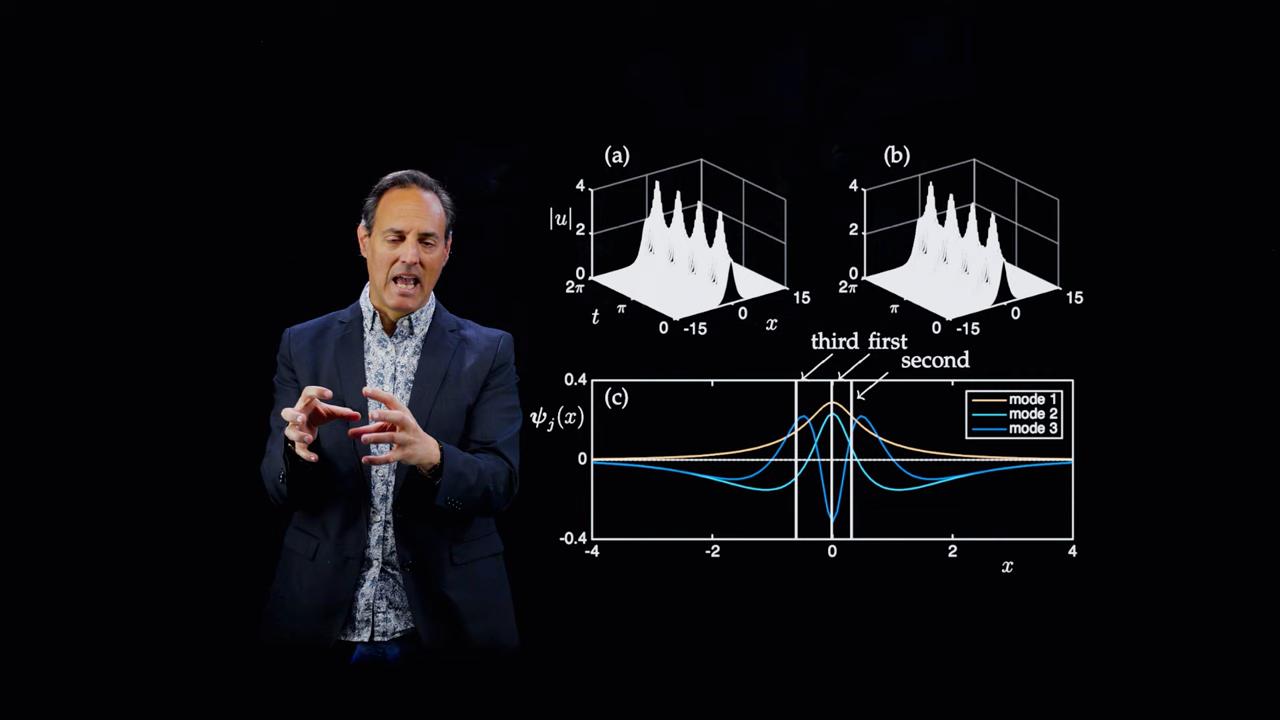 (a)
(b)
4
|u|
2
0
2π
t
π
0
-15
0
x
15
4
2
0
2π
π
0
-15
0
15
third first
second
0.4
(c)
ψj(x)
mode 1
mode 2
mode 3
0
-0.4
-4
-2
0
2
4
x